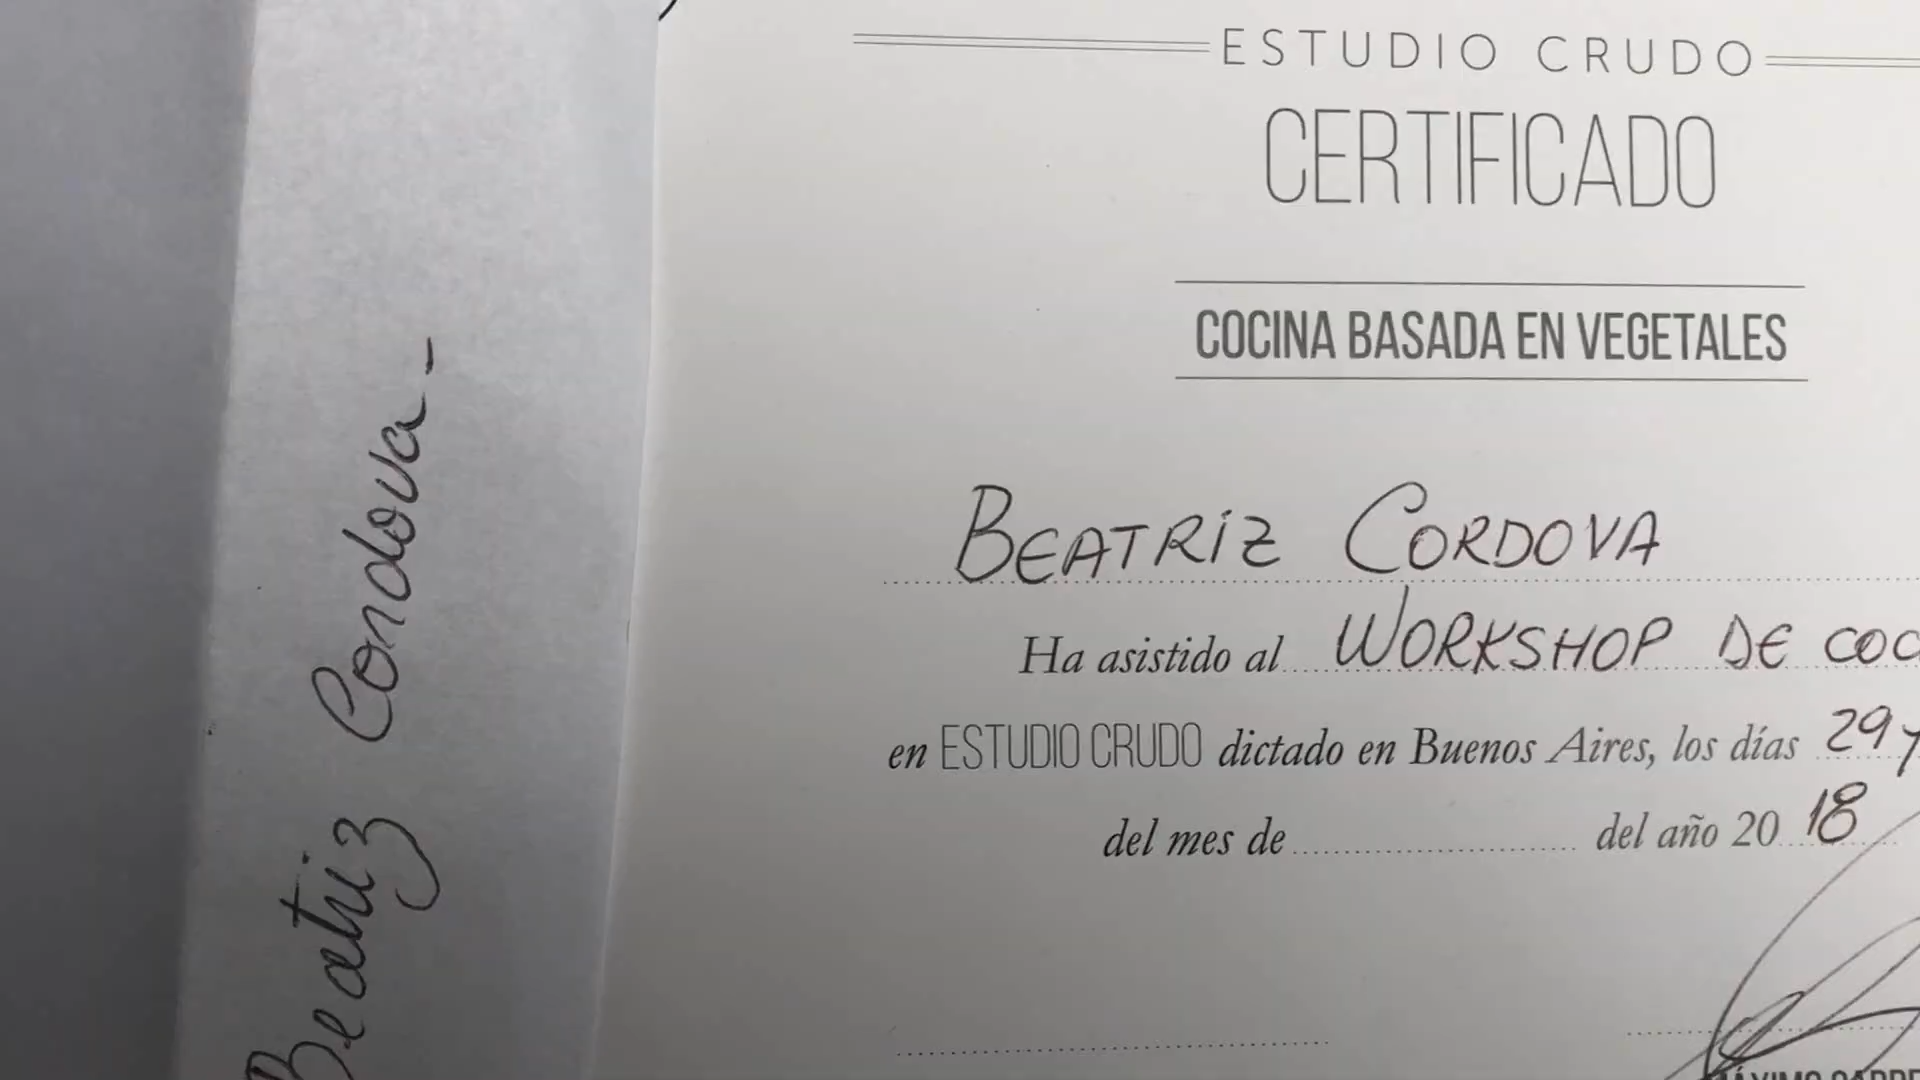 Beatriz Cordova-
ESTUDIO CRUDO
CERTIFICADO
COCINA BASADA EN VEGETALES
BEATRIZ CORDOVA
Ha asistido al WORKSHOP DE COC
en ESTUDIO CRUDO dictado en Buenos Aires, los días 29 y
del mes de del año 2018